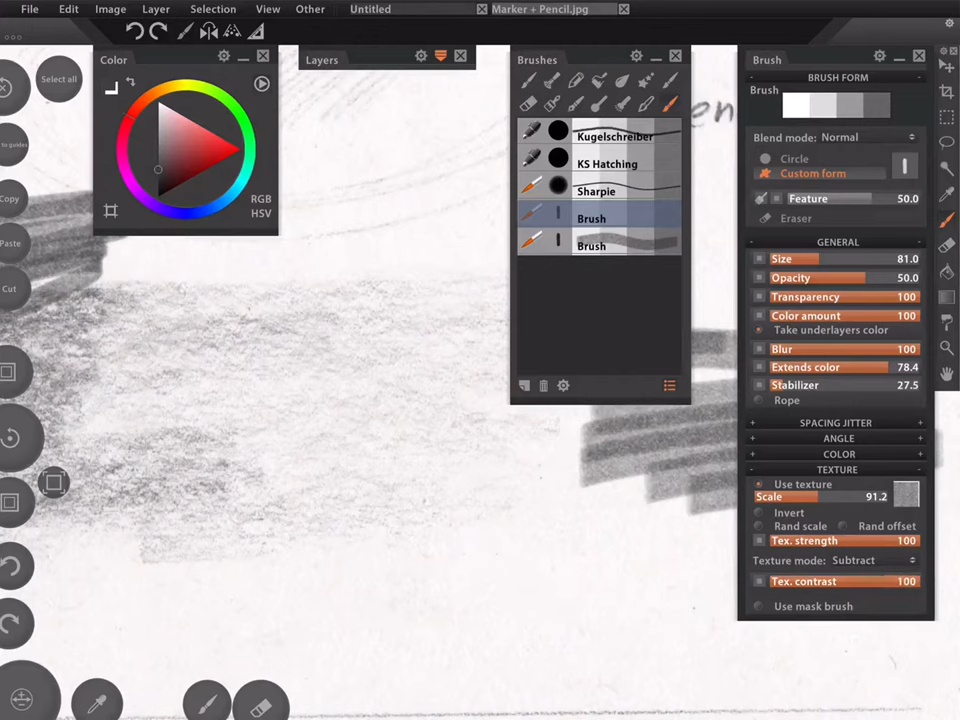 File Edit Image Layer Selection View Other Untitled Marker + Pencil.jpg
Select all
to guides
Copy
Paste
Cut
Color
RGB
HSV
Layers
Brushes
Kugelschreiber
KS Hatching
Sharpie
Brush
Brush
en
Brush
BRUSH FORM -
Brush
Blend mode: Normal
Circle
Custom form
Feature 50.0
Eraser
- GENERAL -
Size 81.0
Opacity 50.0
Transparency 100
Color amount 100
Take underlayers color
Blur 100
Extends color 78.4
Stabilizer 27.5
Rope
+ SPACING JITTER +
+ ANGLE +
+ COLOR +
- TEXTURE -
Use texture
Scale 91.2
Invert
Rand scale Rand offset
Tex. strength 100
Texture mode: Subtract
Tex. contrast 100
Use mask brush